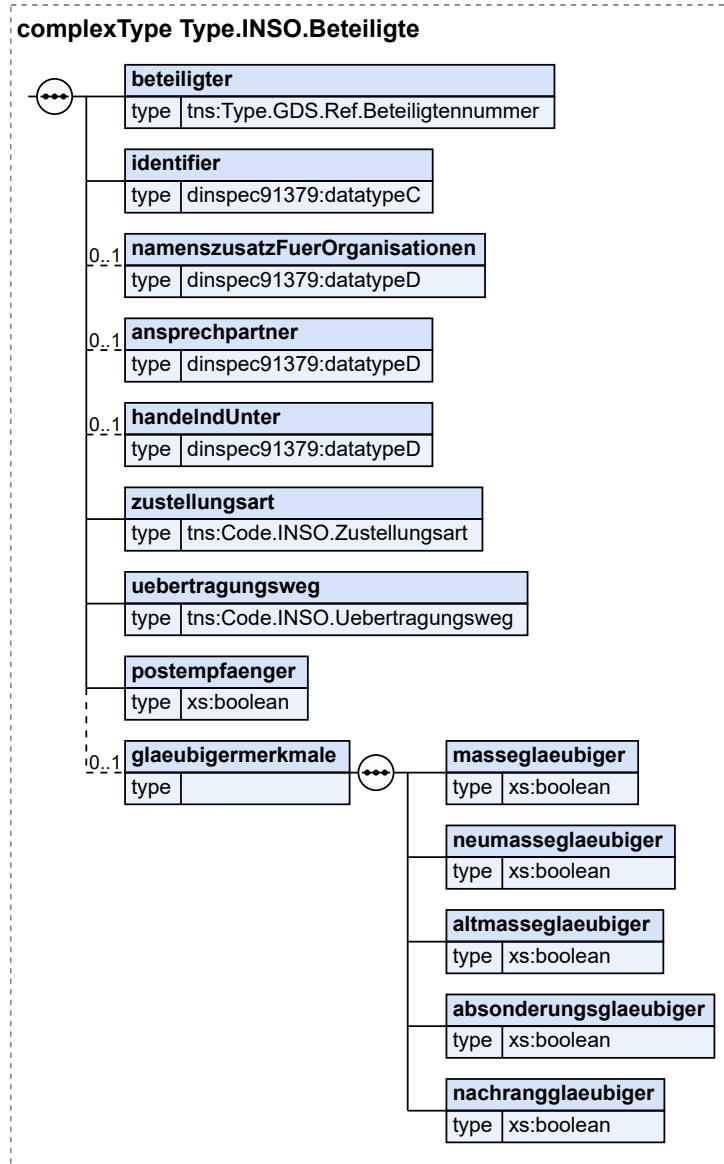 complexType Type.INSO.Beteiligte
beteiligter
type tns:Type.GDS.Ref.Beteiligtennummer
identifier
type dinspec91379:datatypeC
0..1 namenszusatzFuerOrganisationen
type dinspec91379:datatypeD
0..1 ansprechpartner
type dinspec91379:datatypeD
0..1 handelndUnter
type dinspec91379:datatypeD
zustellungsart
type tns:Code.INSO.Zustellungsart
uebertragungsweg
type tns:Code.INSO.Uebertragungsweg
postempfaenger
type xs:boolean
0..1 glaeubigermerkmale
type
masseglaeubiger
type xs:boolean
neumasseglaeubiger
type xs:boolean
altmasseglaeubiger
type xs:boolean
absonderungsglaeubiger
type xs:boolean
nachrangglaeubiger
type xs:boolean